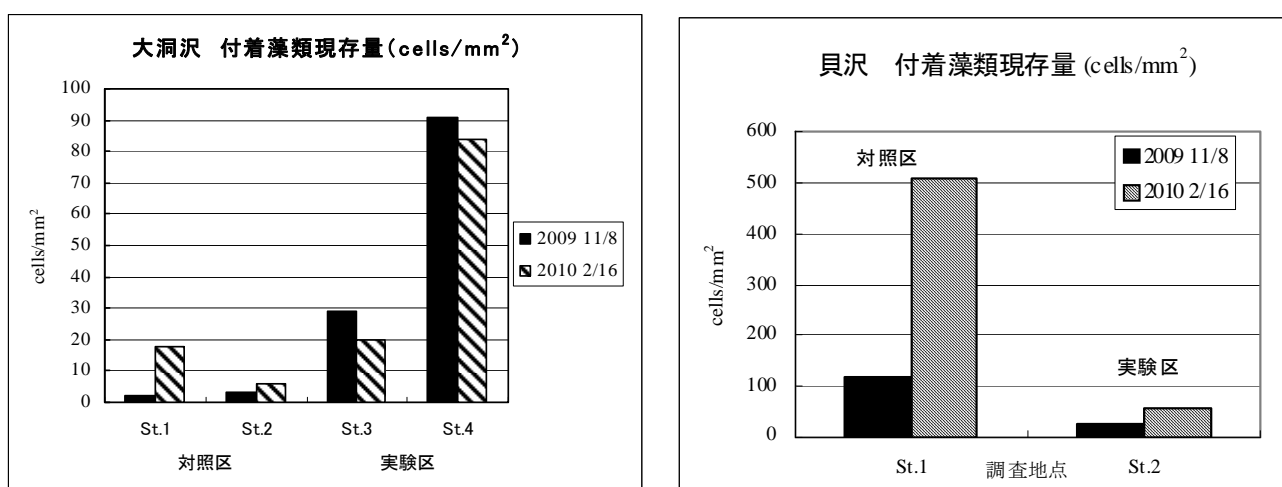 大洞沢 付着藻類現存量(cells/mm²)
100
90
80
70
60
50
40
30
20
10
0
cells/mm²
St.1 St.2 St.3 St.4
対照区 実験区
2009 11/8
2010 2/16
貝沢 付着藻類現存量 (cells/mm²)
600
500
400
300
200
100
0
cells/mm²
対照区
実験区
2009 11/8
2010 2/16
St.1 調査地点 St.2